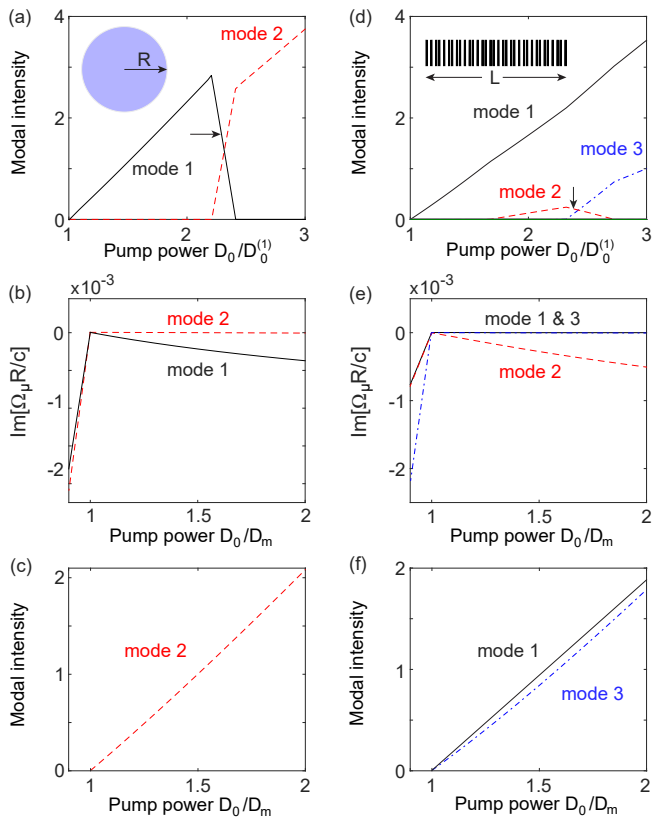 (a)
Modal intensity
4
2
0
R
mode 1
mode 2
1
2
3
Pump power D₀/D₀⁽¹⁾
(d)
Modal intensity
4
2
0
L
mode 1
mode 2
mode 3
1
2
3
Pump power D₀/D₀⁽¹⁾
(b)
×10⁻³
Im[ΩμR/c]
0
-1
-2
mode 2
mode 1
1
1.5
2
Pump power D₀/Dₘ
(e)
×10⁻³
Im[ΩμR/c]
0
-1
-2
mode 1 & 3
mode 2
1
1.5
2
Pump power D₀/Dₘ
(c)
Modal intensity
2
1
0
mode 2
1
1.5
2
Pump power D₀/Dₘ
(f)
Modal intensity
2
1
0
mode 1
mode 3
1
1.5
2
Pump power D₀/Dₘ